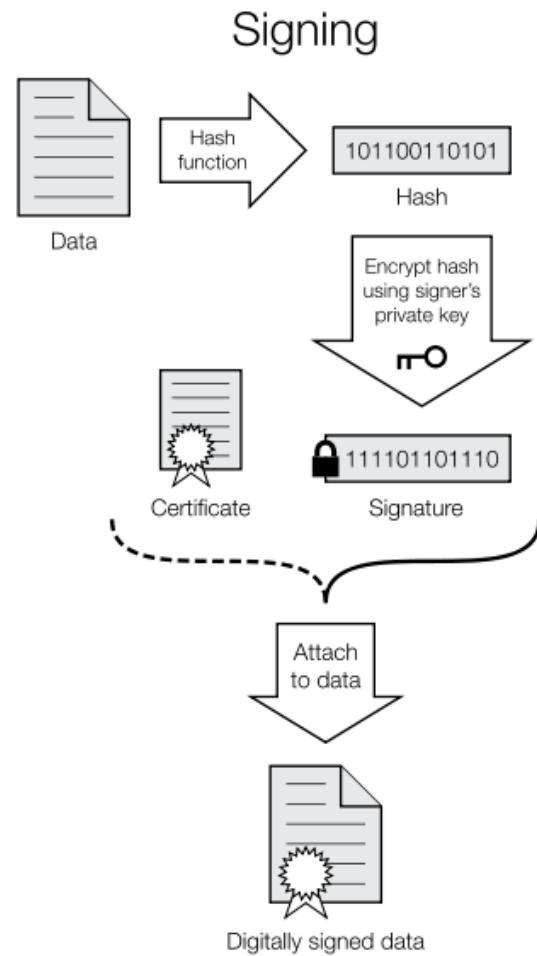 Signing
Hash
function
101100110101
Hash
Data
Encrypt hash
using signer's
private key
Certificate
111101101110
Signature
Attach
to data
Digitally signed data